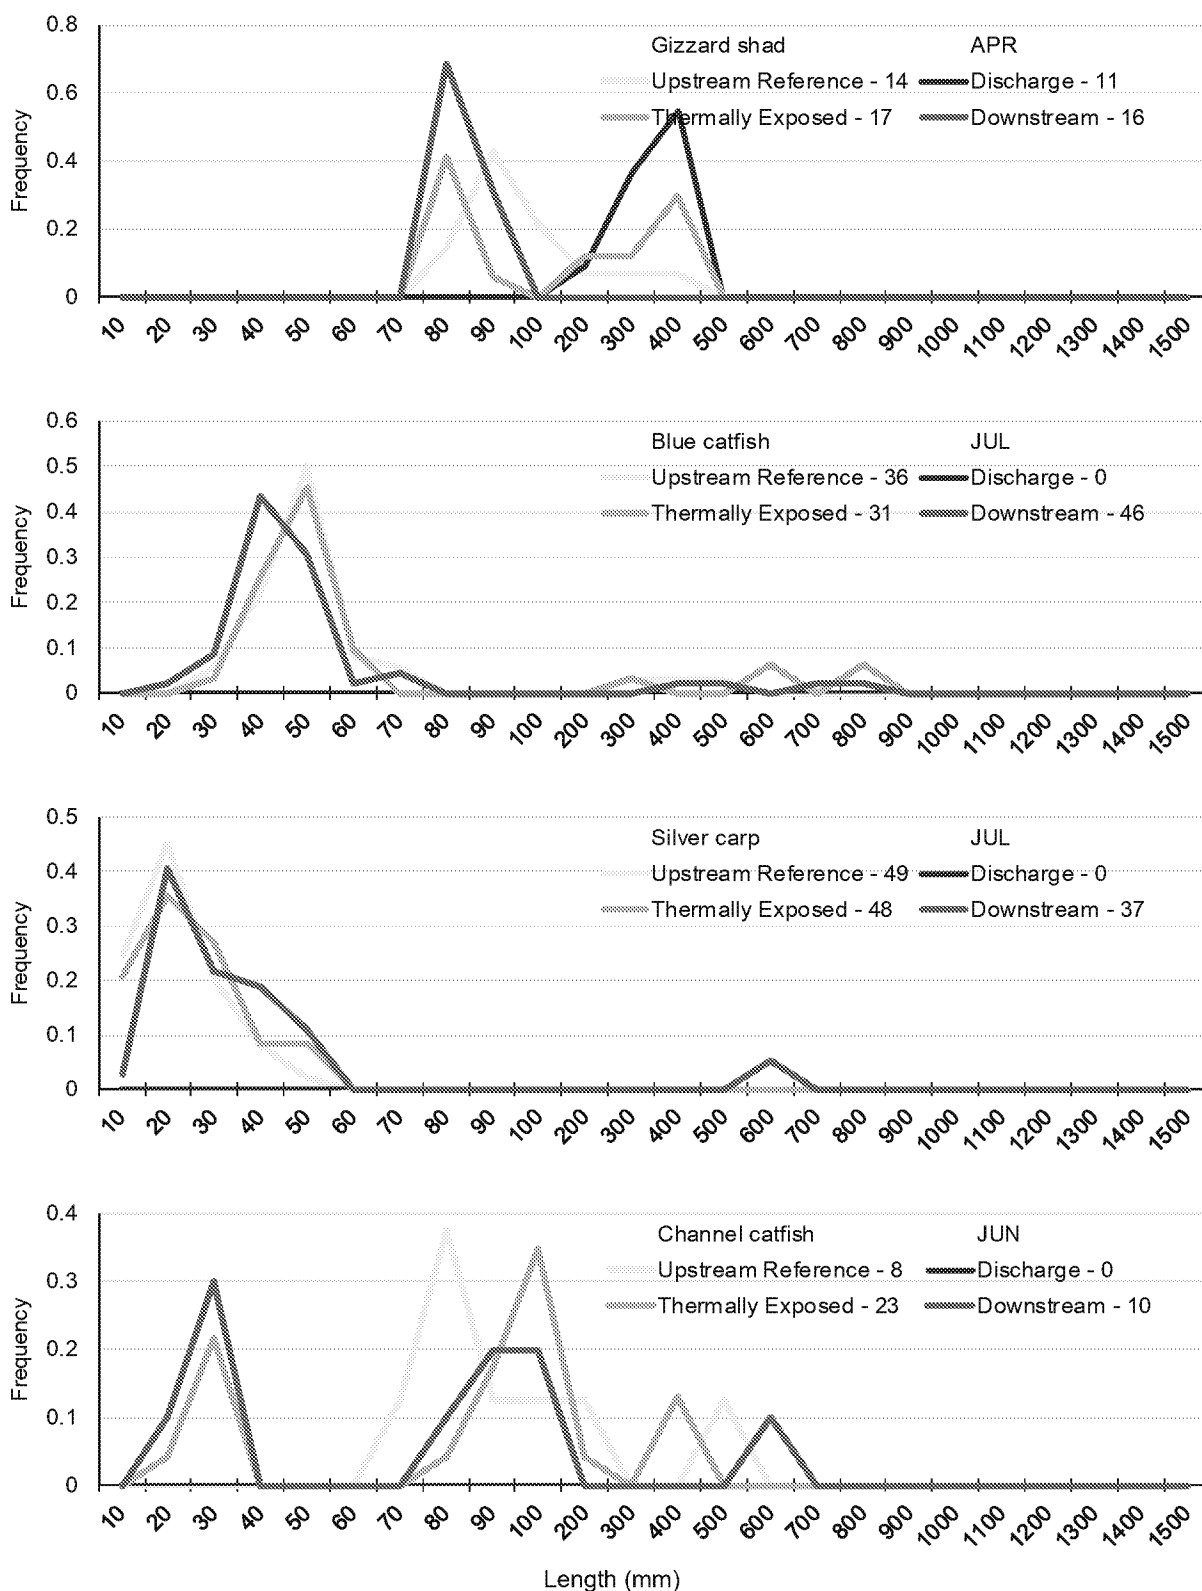 0.8
Gizzard shad APR
Upstream Reference - 14 Discharge - 11
0.6
Thermally Exposed - 17 Downstream - 16
Frequency
0.4
0.2
0
10 20 30 40 50 70 80 90 100 200 300 400 500 600 700 800 900 1000 1100 1200 1300 1400 1500
0.6
Blue catfish JUL
0.5
Upstream Reference - 36 Discharge - 0
0.4
Thermally Exposed - 31 Downstream - 46
Frequency
0.3
0.2
0.1
0
10 20 30 40 50 60 70 80 90 100 200 300 400 500 600 700 800 900 1000 1100 1200 1300 1400 1500
0.5
Silver carp JUL
0.4
Upstream Reference - 49 Discharge - 0
Thermally Exposed - 48 Downstream - 37
Frequency
0.3
0.2
0.1
0
10 20 30 40 50 60 70 80 90 100 200 300 400 500 600 700 800 900 1000 1100 1200 1300 1400 1500
0.4
Channel catfish JUN
Upstream Reference - 8 Discharge - 0
0.3
Thermally Exposed - 23 Downstream - 10
Frequency
0.2
0.1
0
10 20 30 40 50 60 70 80 90 100 200 300 400 500 600 700 800 900 1000 1100 1200 1300 1400 1500
Length (mm)